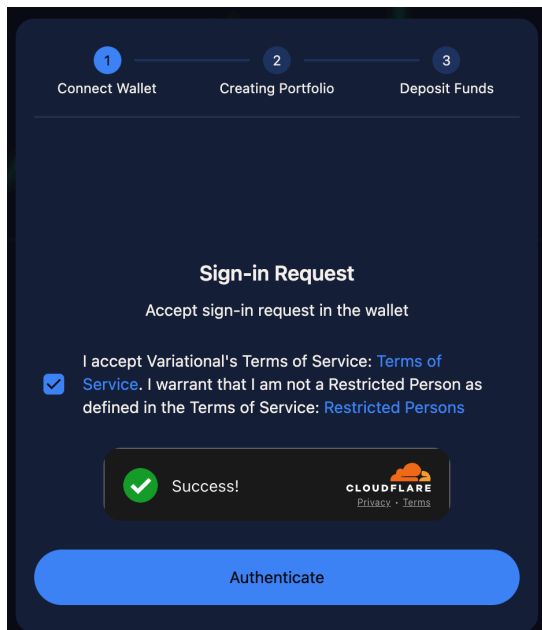 1 2 3
Connect Wallet Creating Portfolio Deposit Funds
Sign-in Request
Accept sign-in request in the wallet
I accept Variational's Terms of Service: Terms of
Service. I warrant that I am not a Restricted Person as
defined in the Terms of Service: Restricted Persons
Success!
CLOUDFLARE
Privacy • Terms
Authenticate